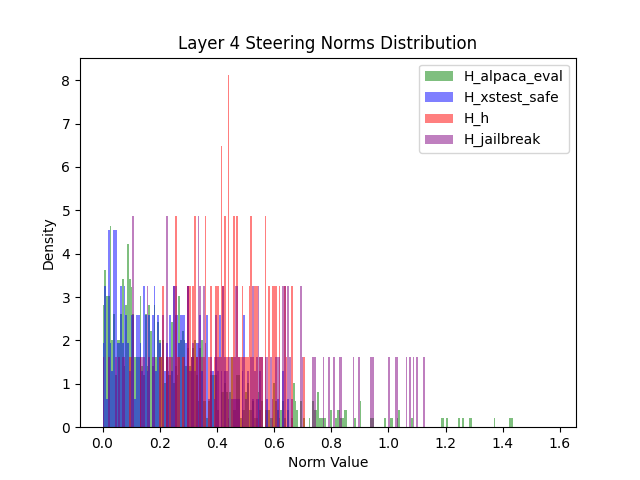 Layer 4 Steering Norms Distribution
H_alpaca_eval
H_xstest_safe
H_h
H_jailbreak
8
7
6
5
4
3
2
1
0
Density
0.0 0.2 0.4 0.6 0.8 1.0 1.2 1.4 1.6
Norm Value